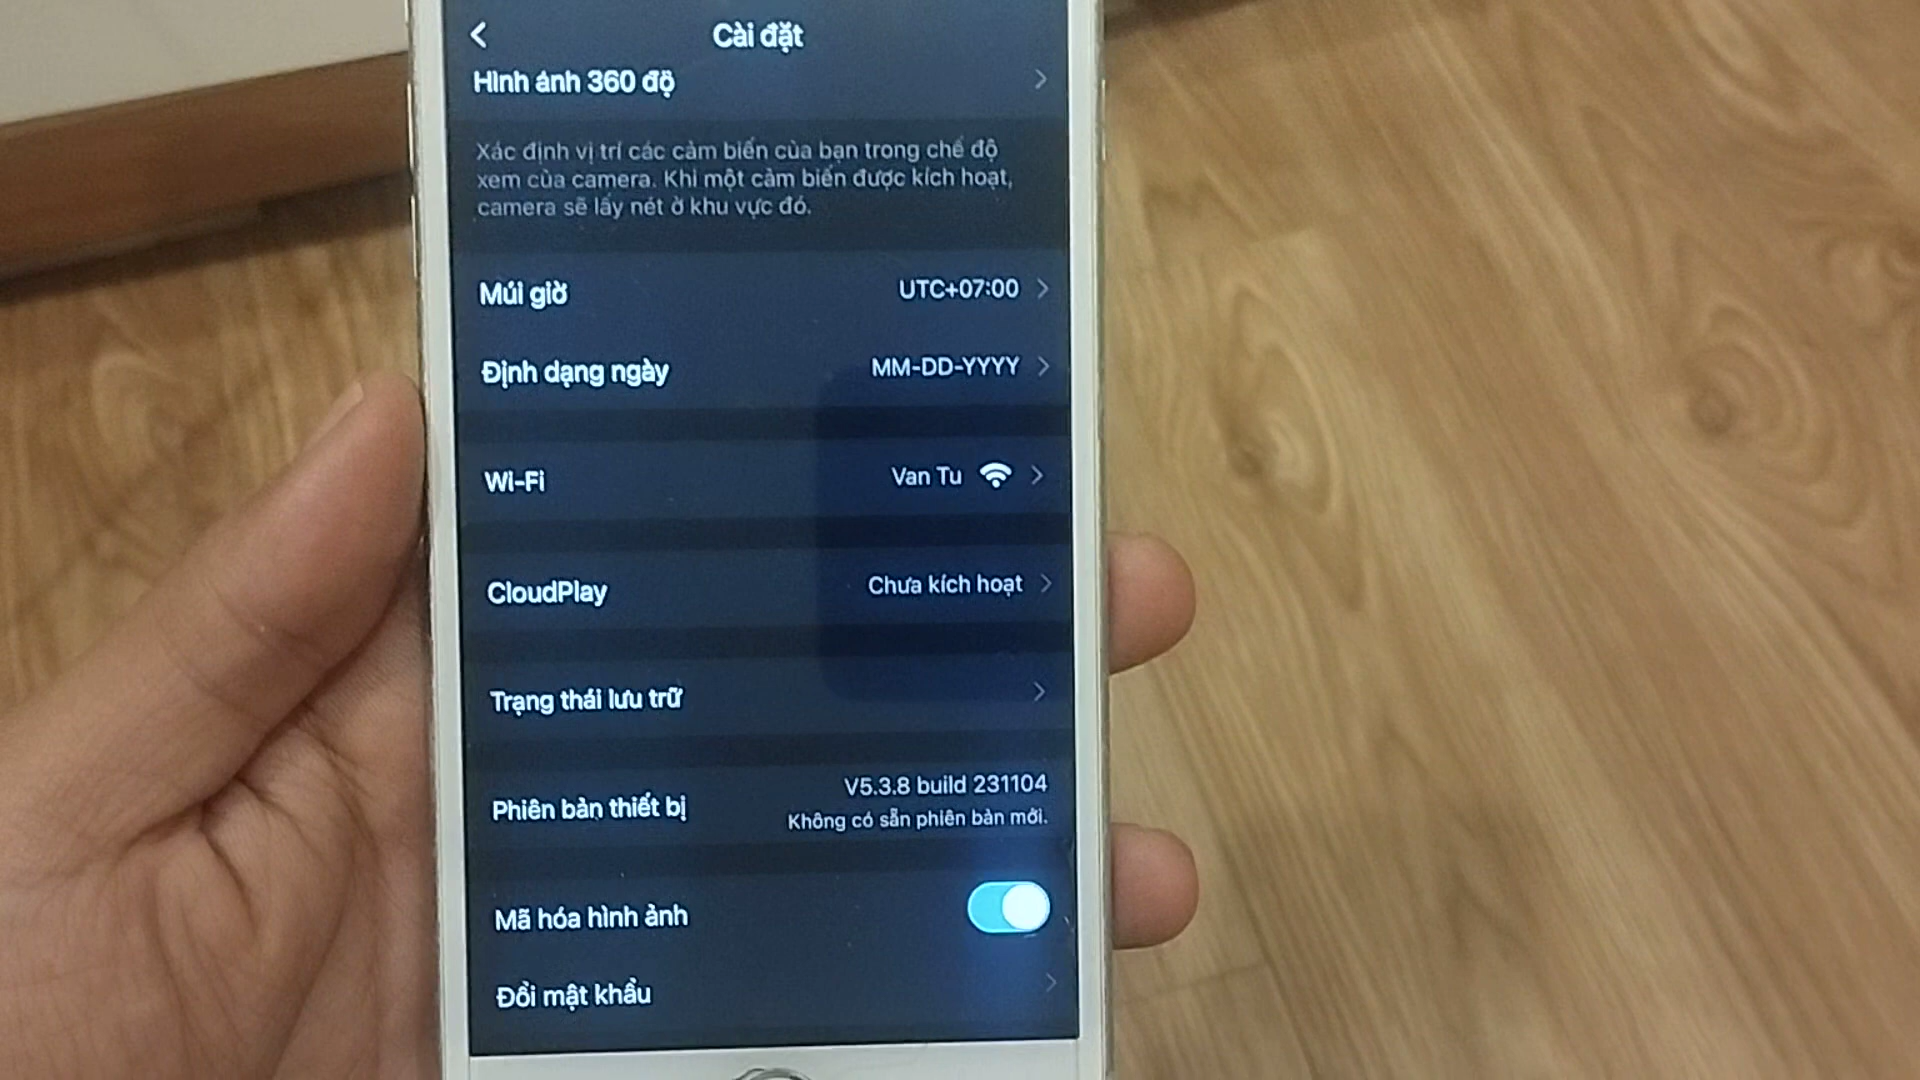 Cài đặt
Hình ảnh 360 độ
Xác định vị trí các cảm biến của bạn trong chế độ
xem của camera. Khi một cảm biến được kích hoạt,
camera sẽ lấy nét ở khu vực đó.
Múi giờ UTC+07:00
Định dạng ngày MM-DD-YYYY
Wi-Fi Van Tu
CloudPlay Chưa kích hoạt
Trạng thái lưu trữ
Phiên bản thiết bị V5.3.8 build 231104
Không có sẵn phiên bản mới.
Mã hóa hình ảnh
Đổi mật khẩu